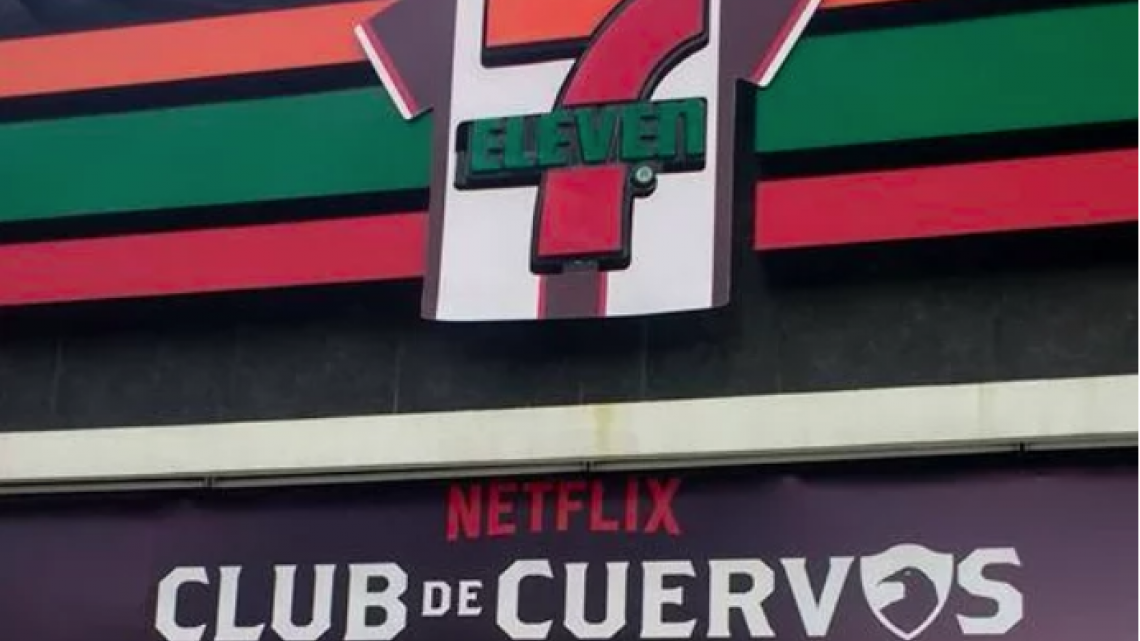 7
ELEVEn
®
NETFLIX
CLUB DE CUERVOS